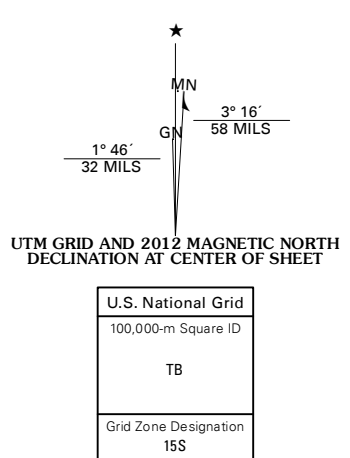 ★
MN
3° 16´
58 MILS
GN
1° 46´
32 MILS
UTM GRID AND 2012 MAGNETIC NORTH
DECLINATION AT CENTER OF SHEET
U.S. National Grid
100,000-m Square ID
TB
Grid Zone Designation
15S